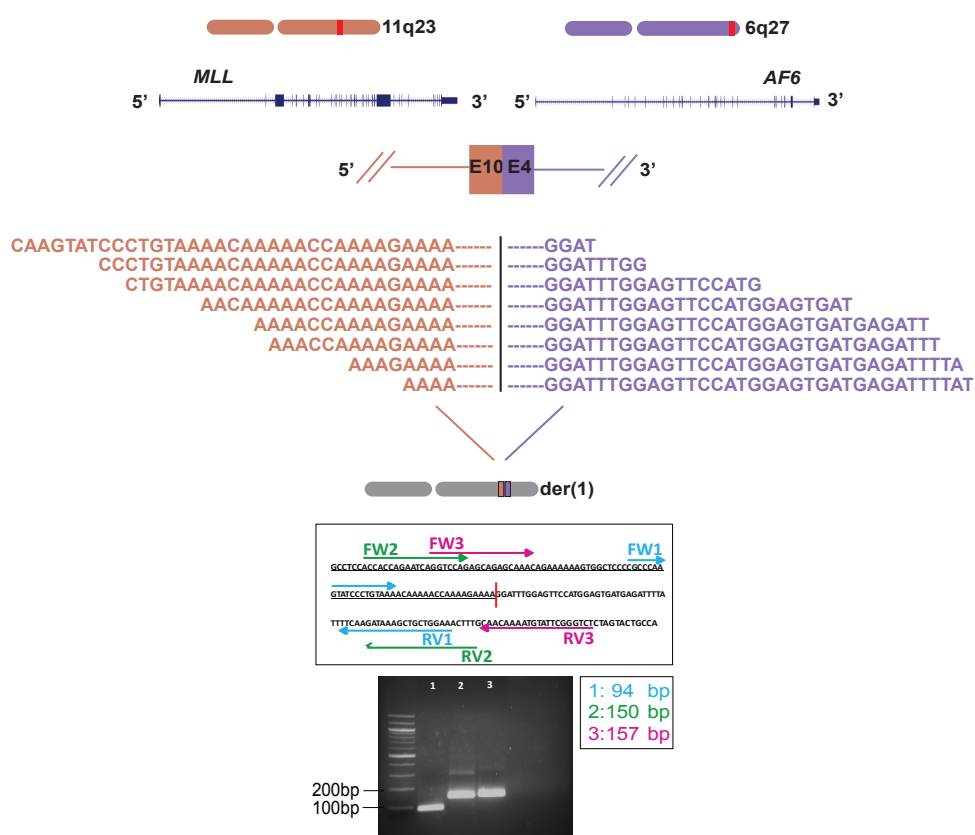 11q23
6q27
MLL
AF6
5’ 3’ 5’ 3’
5’ E10 E4 3’
CAAGTATCCCTGTAAAACAAAAACCAAAAGAAAA------ ------GGAT
CCCTGTAAAACAAAAACCAAAAGAAAA------ ------GGATTTGG
CTGTAAAACAAAAACCAAAAGAAAA------ ------GGATTTGGAGTTCCATG
AACAAAAACCAAAAGAAAA------ ------GGATTTGGAGTTCCATGGAGTGAT
AAAACCAAAAGAAAA------ ------GGATTTGGAGTTCCATGGAGTGATGAGATT
AAACCAAAAGAAAA------ ------GGATTTGGAGTTCCATGGAGTGATGAGATTT
AAAGAAAA------ ------GGATTTGGAGTTCCATGGAGTGATGAGATTTTA
AAAA------ ------GGATTTGGAGTTCCATGGAGTGATGAGATTTTAT
der(1)
FW2 FW3 FW1
GCCTCCACCACCAGAATCAGGTCCAGAGCAGAGCAAACAGAAAAAAGTGGCTCCCCGCCCAA
GTATCCCTGTAAAACAAAAACCAAAAGAAAAGGATTTGGAGTTCCATGGAGTGATGAGATTTTA
TTTTCAAGATAAAGCTGCTGGAAACTTTGCAACAAAATGTATTCGGGTCTCTAGTACTGCCA
RV1 RV3
RV2
1 2 3
1: 94 bp
2:150 bp
3:157 bp
200bp
100bp